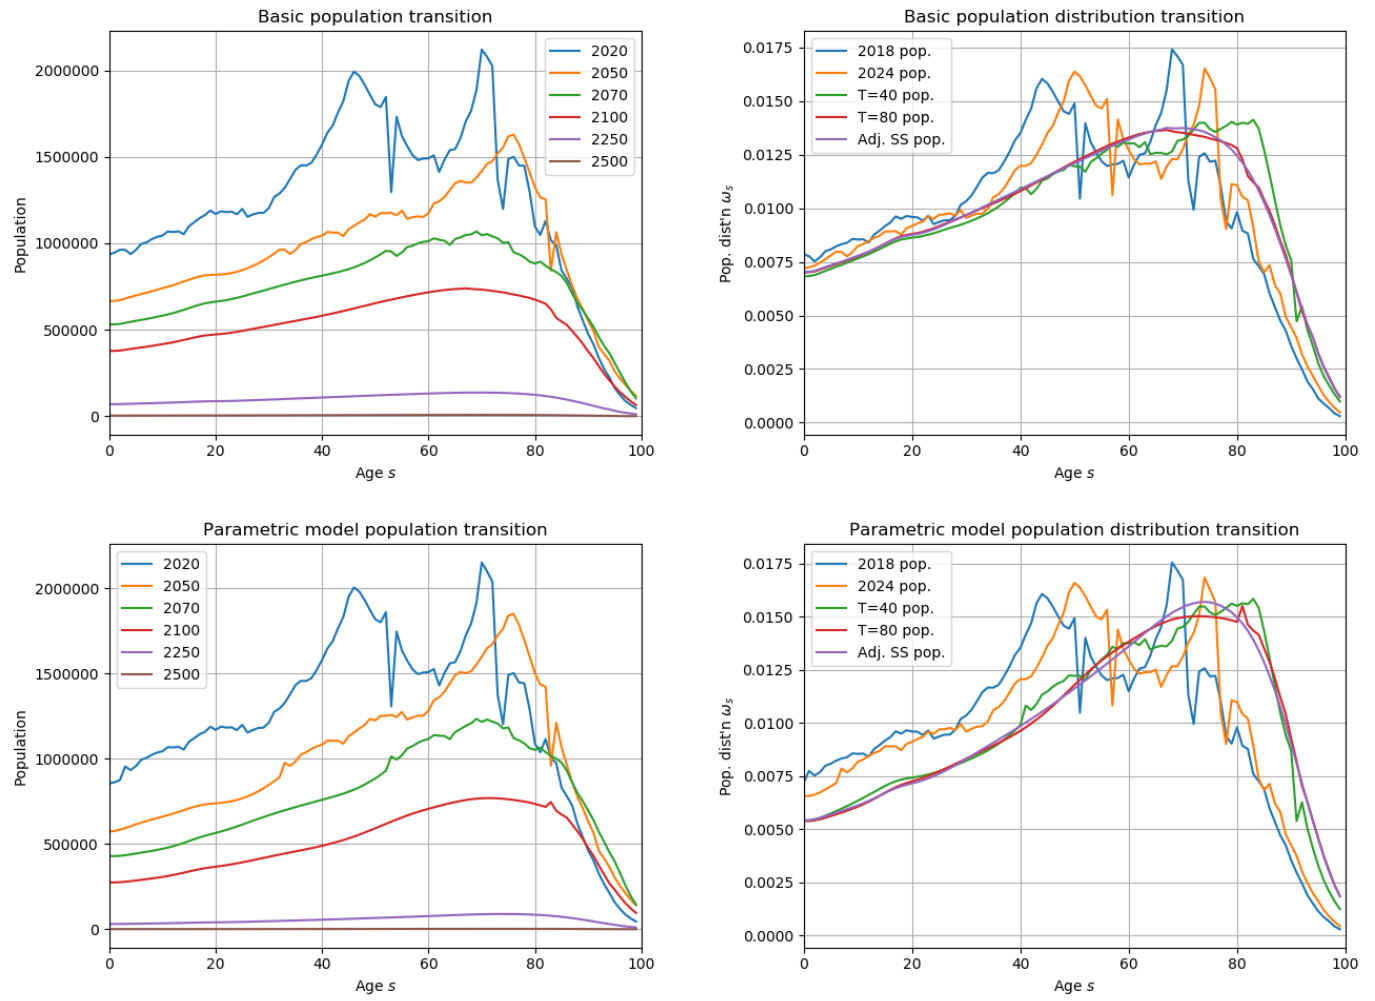 Basic population transition
Population
2000000
1500000
1000000
500000
0
0 20 40 60 80 100
Age s
2020
2050
2070
2100
2250
2500
Basic population distribution transition
Pop. dist'n ωs
0.0175
0.0150
0.0125
0.0100
0.0075
0.0050
0.0025
0.0000
0 20 40 60 80 100
Age s
2018 pop.
2024 pop.
T=40 pop.
T=80 pop.
Adj. SS pop.
Parametric model population transition
Population
2000000
1500000
1000000
500000
0
0 20 40 60 80 100
Age s
2020
2050
2070
2100
2250
2500
Parametric model population distribution transition
Pop. dist'n ωs
0.0175
0.0150
0.0125
0.0100
0.0075
0.0050
0.0025
0.0000
0 20 40 60 80 100
Age s
2018 pop.
2024 pop.
T=40 pop.
T=80 pop.
Adj. SS pop.